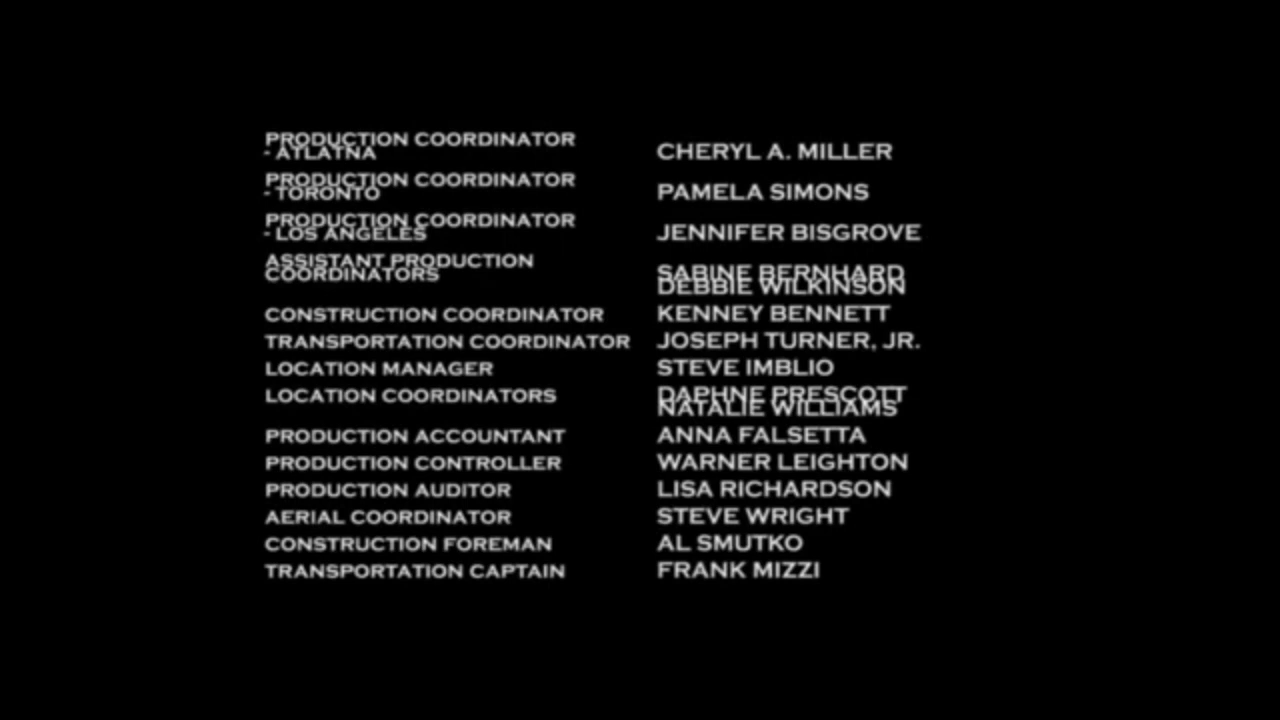 PRODUCTION COORDINATOR
- ATLATNA CHERYL A. MILLER
PRODUCTION COORDINATOR
- TORONTO PAMELA SIMONS
PRODUCTION COORDINATOR
- LOS ANGELES JENNIFER BISGROVE
ASSISTANT PRODUCTION
COORDINATORS SABINE BERNHARD
DEBBIE WILKINSON
CONSTRUCTION COORDINATOR KENNEY BENNETT
TRANSPORTATION COORDINATOR JOSEPH TURNER, JR.
LOCATION MANAGER STEVE IMBLIO
LOCATION COORDINATORS DAPHNE PRESCOTT
NATALIE WILLIAMS
PRODUCTION ACCOUNTANT ANNA FALSETTA
PRODUCTION CONTROLLER WARNER LEIGHTON
PRODUCTION AUDITOR LISA RICHARDSON
AERIAL COORDINATOR STEVE WRIGHT
CONSTRUCTION FOREMAN AL SMUTKO
TRANSPORTATION CAPTAIN FRANK MIZZI